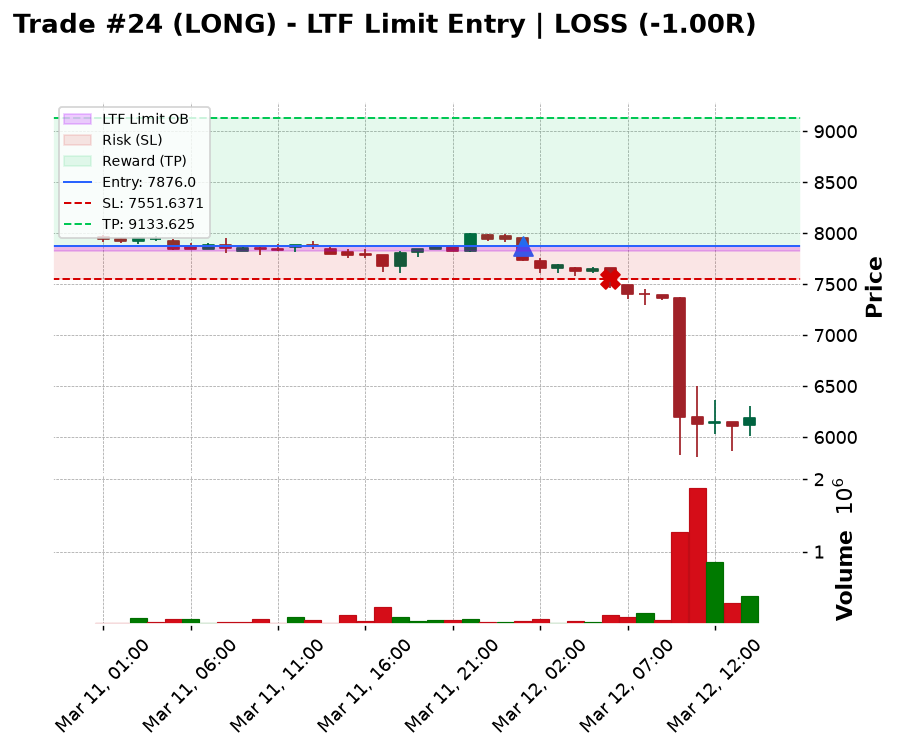 Trade #24 (LONG) - LTF Limit Entry | LOSS (-1.00R)
LTF Limit OB
Risk (SL)
Reward (TP)
Entry: 7876.0
SL: 7551.6371
TP: 9133.625
9000
8500
8000
7500
7000
6500
6000
Price
2
1
Volume 10⁶
Mar 11, 01:00
Mar 11, 06:00
Mar 11, 11:00
Mar 11, 16:00
Mar 11, 21:00
Mar 12, 02:00
Mar 12, 07:00
Mar 12, 12:00